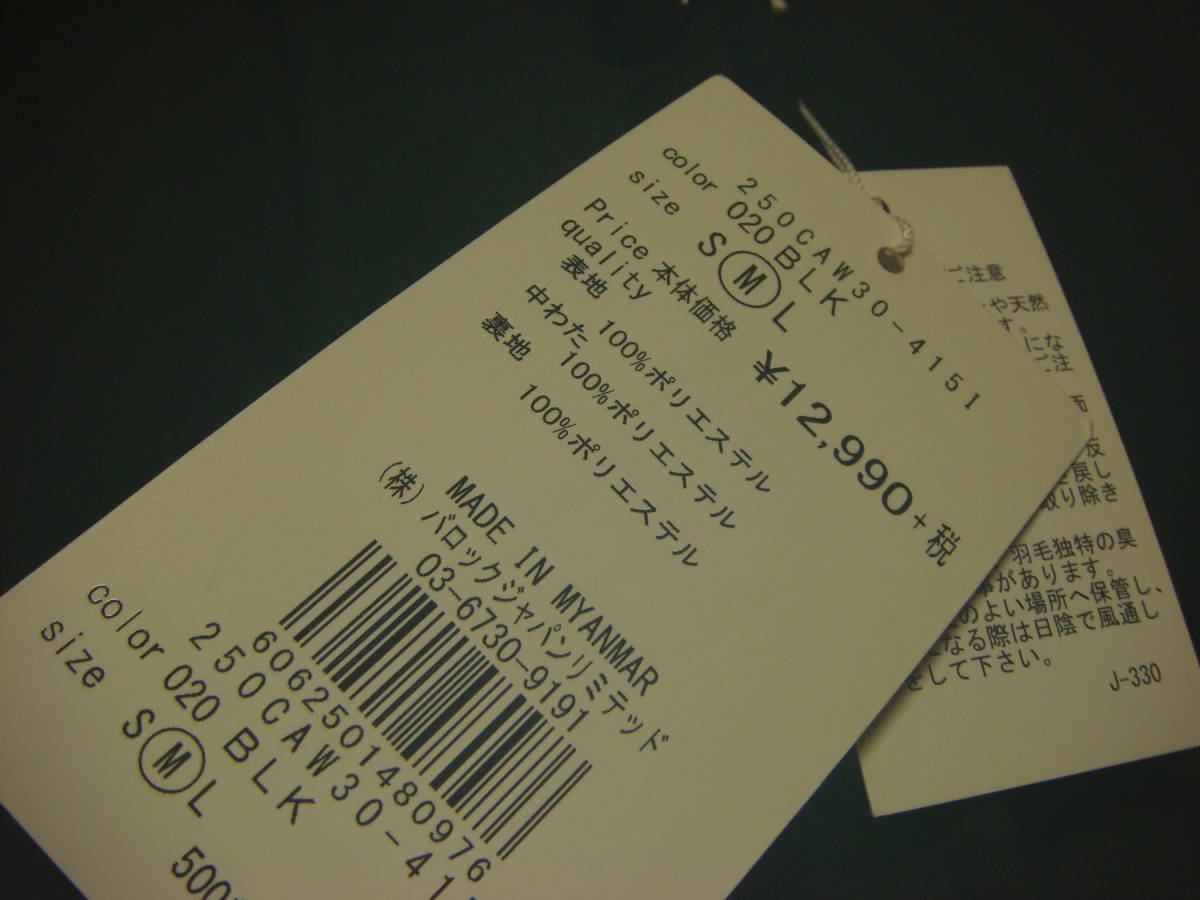 250CAW30-415I
color 020 BLK
size S M L
Price 本体価格 ¥12,990+税
quality
表地 100%ポリエステル
中わた 100%ポリエステル
裏地 100%ポリエステル
MADE IN MYANMAR
(株) バロックジャパンリミテッド
03-6730-9191
6062501480976
250CAW30-41
color 020 BLK
size S M L
500
ご注意
や天然
す。
にな
ご注
戻し
取り除き
羽毛独特の臭
があります。
のよい場所へ保管し、
なる際は日陰で風通し
をして下さい。
J-330